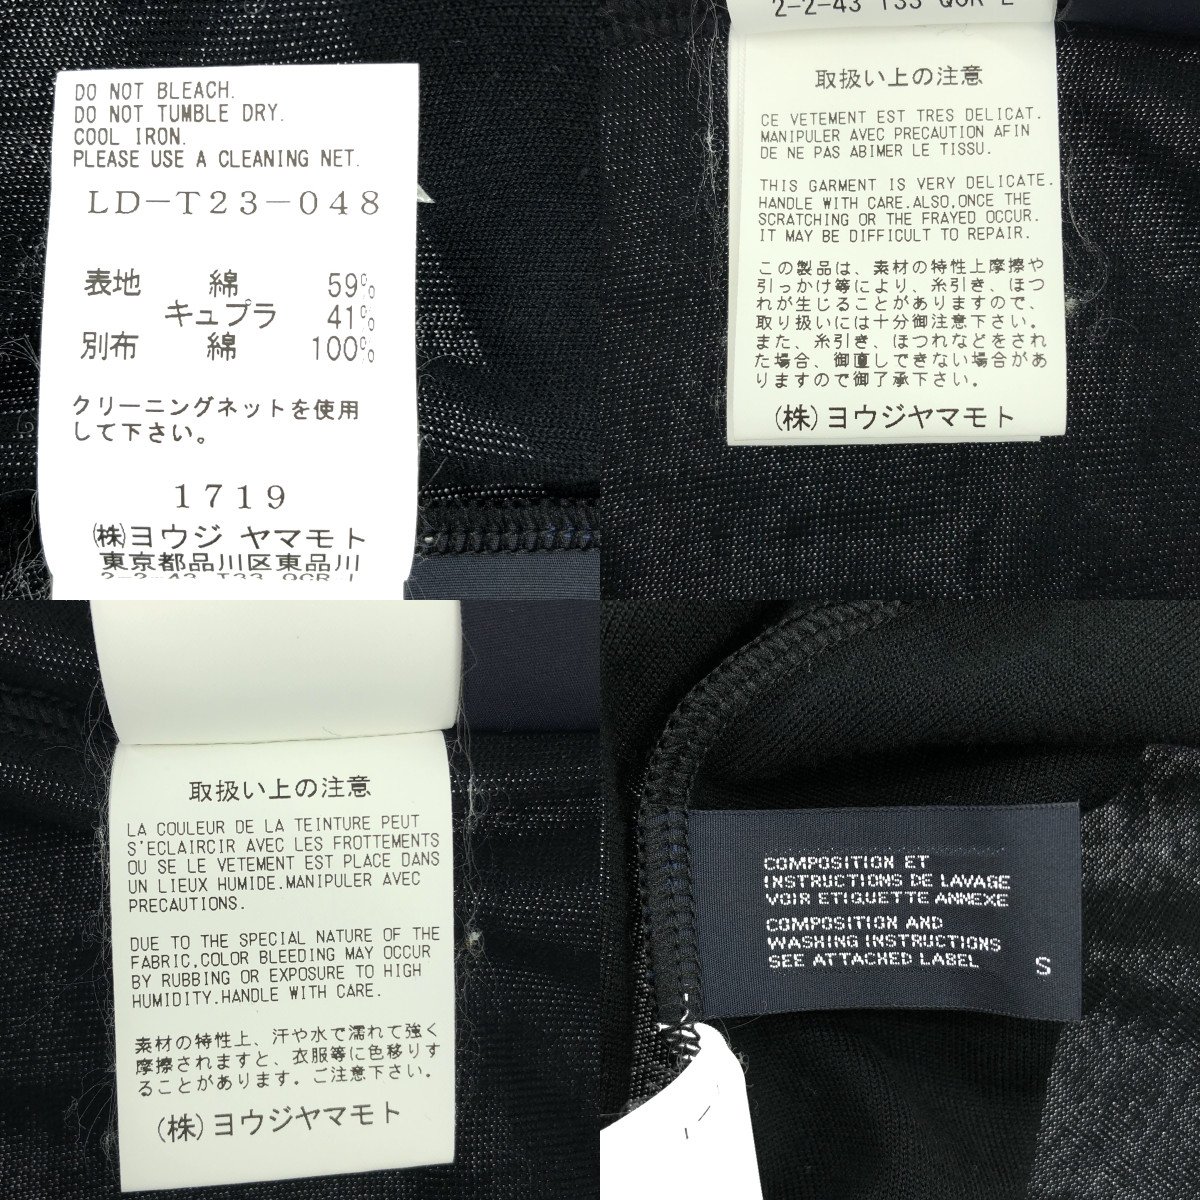 DO NOT BLEACH.
DO NOT TUMBLE DRY.
COOL IRON.
PLEASE USE A CLEANING NET.
LD-T23-048
表地 綿 59%
キュプラ 41%
別布 綿 100%
クリーニングネットを使用
して下さい。
1719
(株)ヨウジ ヤマモト
東京都品川区東品川
2-2-43 T33 QCR L
2-2-43 T33 QCR L
取扱い上の注意
CE VETEMENT EST TRES DELICAT.
MANIPULER AVEC PRECAUTION AFIN
DE NE PAS ABIMER LE TISSU.
THIS GARMENT IS VERY DELICATE.
HANDLE WITH CARE.ALSO,ONCE THE
SCRATCHING OR THE FRAYED OCCUR.
IT MAY BE DIFFICULT TO REPAIR.
この製品は、素材の特性上摩擦や
引っかけ等により、糸引き、ほつ
れが生じることがありますので、
取り扱いには十分御注意下さい。
また、糸引き、ほつれなどをされ
た場合、御直しできない場合があ
りますので御了承下さい。
(株)ヨウジヤマモト
取扱い上の注意
LA COULEUR DE LA TEINTURE PEUT
S'ECLAIRCIR AVEC LES FROTTEMENTS
OU SE LE VETEMENT EST PLACE DANS
UN LIEUX HUMIDE.MANIPULER AVEC
PRECAUTIONS.
DUE TO THE SPECIAL NATURE OF THE
FABRIC,COLOR BLEEDING MAY OCCUR
BY RUBBING OR EXPOSURE TO HIGH
HUMIDITY.HANDLE WITH CARE.
素材の特性上、汗や水で濡れて強く
摩擦されますと、衣服等に色移りす
ることがあります。ご注意下さい。
(株)ヨウジヤマモト
COMPOSITION ET
INSTRUCTIONS DE LAVAGE
VOIR ETIQUETTE ANNEXE
COMPOSITION AND
WASHING INSTRUCTIONS
SEE ATTACHED LABEL
S